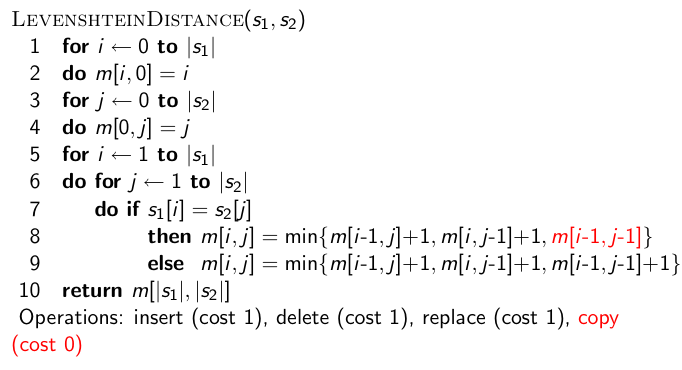 LEVENSHTEINDISTANCE(s₁, s₂)
1 for i ← 0 to |s₁|
2 do m[i, 0] = i
3 for j ← 0 to |s₂|
4 do m[0, j] = j
5 for i ← 1 to |s₁|
6 do for j ← 1 to |s₂|
7 do if s₁[i] = s₂[j]
8 then m[i, j] = min{m[i-1, j]+1, m[i, j-1]+1, m[i-1, j-1]}
9 else m[i, j] = min{m[i-1, j]+1, m[i, j-1]+1, m[i-1, j-1]+1}
10 return m[|s₁|, |s₂|]
Operations: insert (cost 1), delete (cost 1), replace (cost 1), copy
(cost 0)